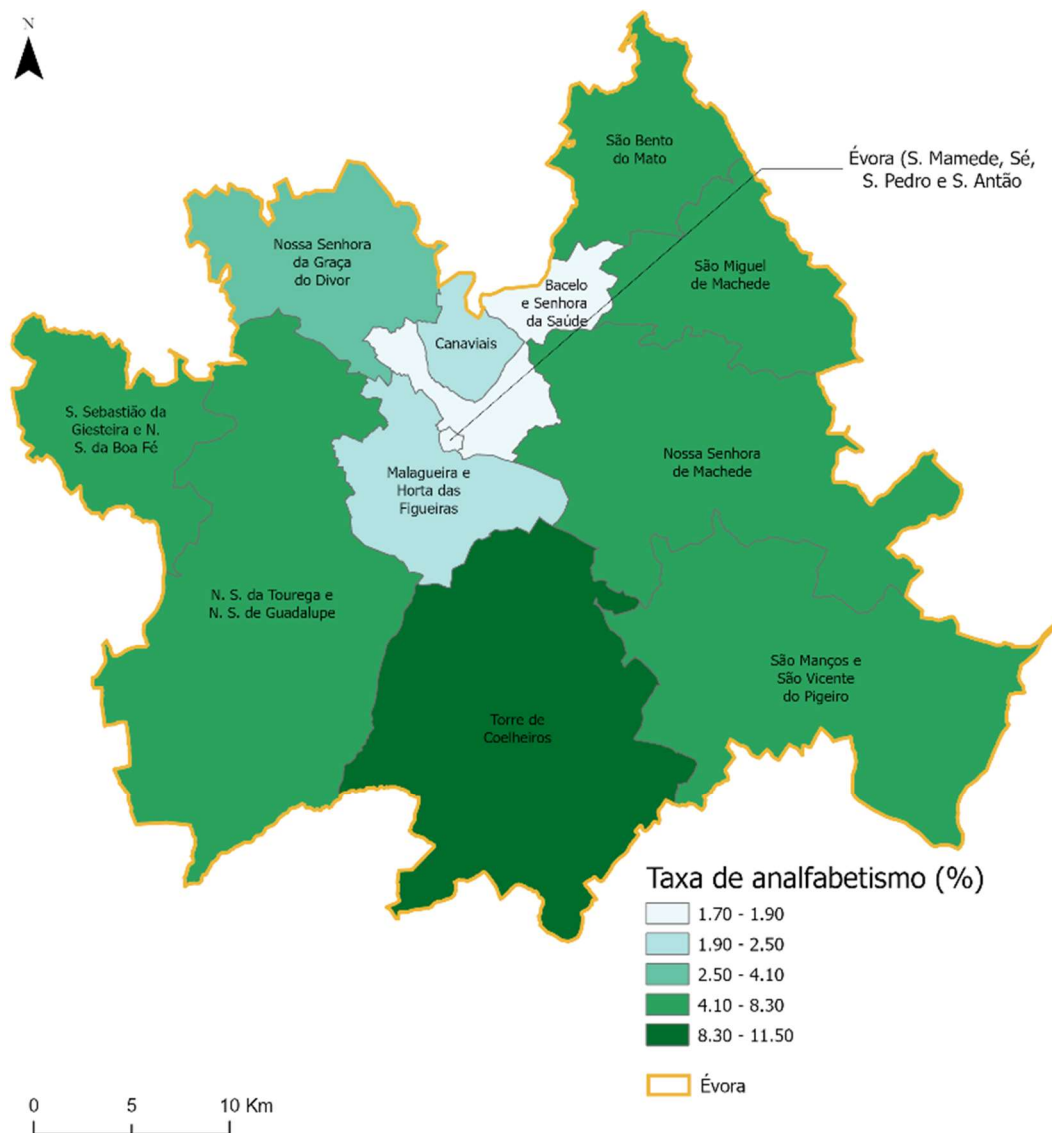 N
São Bento
do Mato
Évora (S. Mamede, Sé,
S. Pedro e S. Antão
Nossa Senhora
da Graça
do Divor
São Miguel
de Machede
Bacelo
e Senhora
da Saúde
Canaviais
S. Sebastião da
Giesteira e N.
S. da Boa Fé
Nossa Senhora
de Machede
Malagueira e
Horta das
Figueiras
N. S. da Tourega e
N. S. de Guadalupe
São Manços e
São Vicente
do Pigeiro
Torre de
Coelheiros
Taxa de analfabetismo (%)
1.70 - 1.90
1.90 - 2.50
2.50 - 4.10
4.10 - 8.30
8.30 - 11.50
Évora
0 5 10 Km